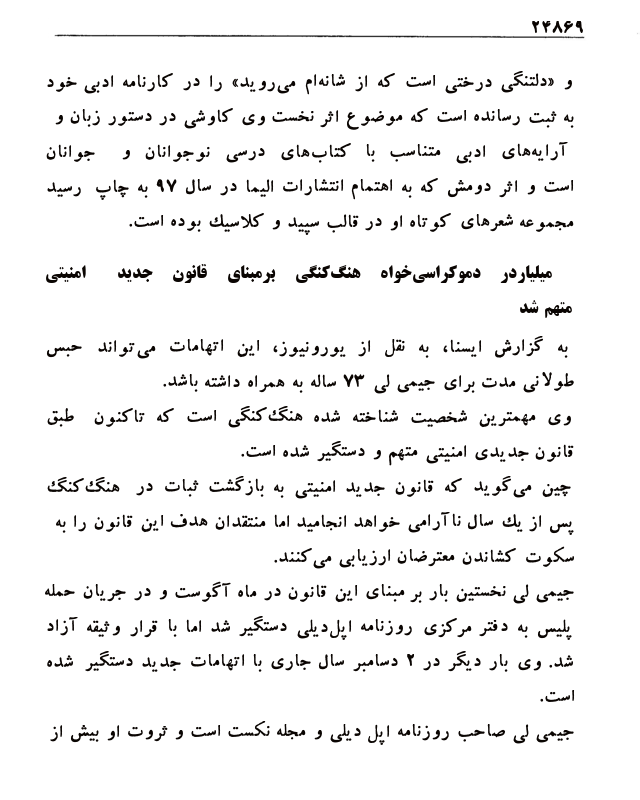 ۲۴۸۶۹
و «دلتنگی درختی است که از شانه‌ام می‌روید» را در کارنامه ادبی خود
به ثبت رسانده است که موضوع اثر نخست وی کاوشی در دستور زبان و
آرایه‌های ادبی متناسب با کتاب‌های درسی نوجوانان و جوانان
است و اثر دومش که به اهتمام انتشارات الیما در سال ۹۷ به چاپ رسید
مجموعه شعرهای کوتاه او در قالب سپید و کلاسیك بوده است.
میلیاردر دموکراسی‌خواه هنگ‌کنگی برمبنای قانون جدید امنیتی
متهم شد
به گزارش ایسنا، به نقل از یورونیوز، این اتهامات می‌تواند حبس
طولانی مدت برای جیمی لی ۷۳ ساله به همراه داشته باشد.
وی مهمترین شخصیت شناخته شده هنگ‌کنگی است که تاکنون طبق
قانون جدیدی امنیتی متهم و دستگیر شده است.
چین می‌گوید که قانون جدید امنیتی به بازگشت ثبات در هنگ‌کنگ
پس از یك سال ناآرامی خواهد انجامید اما منتقدان هدف این قانون را به
سکوت کشاندن معترضان ارزیابی می‌کنند.
جیمی لی نخستین بار بر مبنای این قانون در ماه آگوست و در جریان حمله
پلیس به دفتر مرکزی روزنامه اپل‌دیلی دستگیر شد اما با قرار وثیقه آزاد
شد. وی بار دیگر در ۲ دسامبر سال جاری با اتهامات جدید دستگیر شده
است.
جیمی لی صاحب روزنامه اپل دیلی و مجله نکست است و ثروت او بیش از